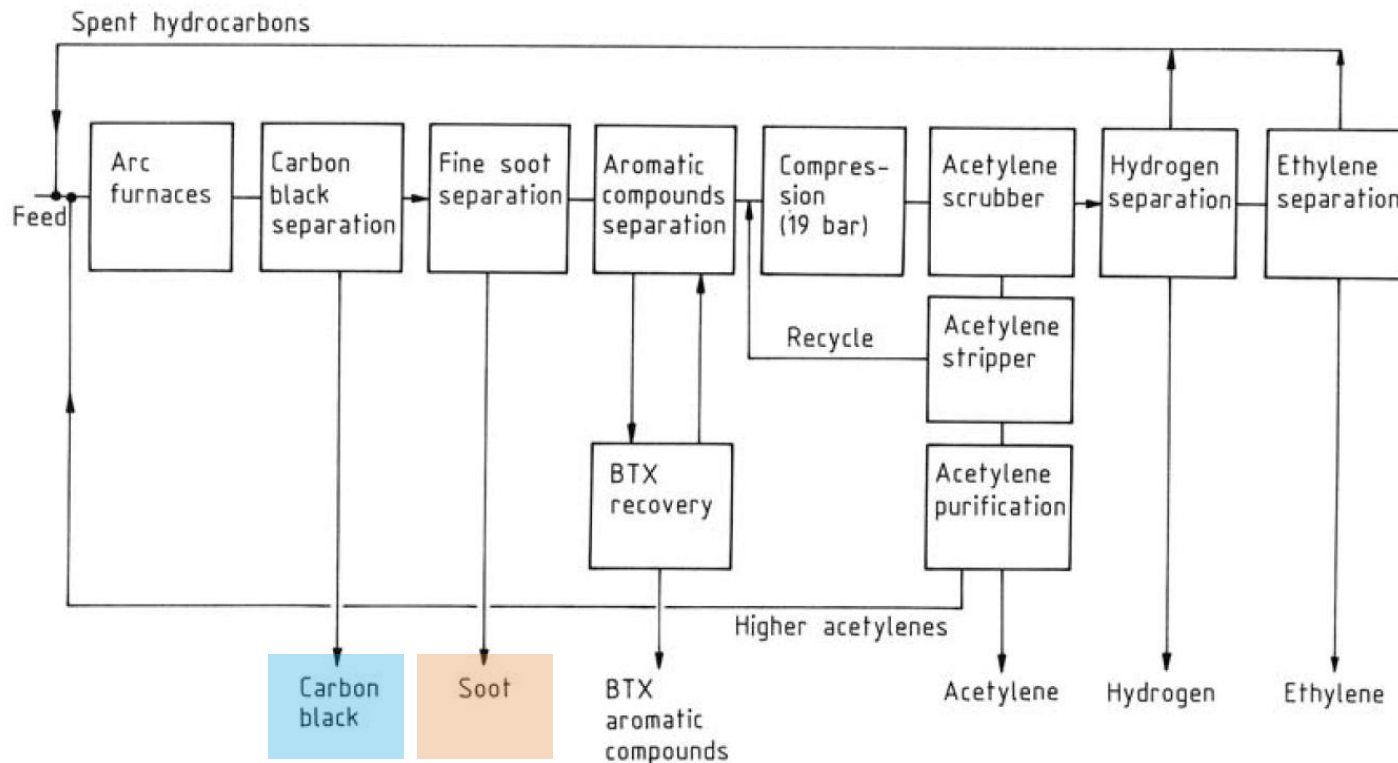 Spent hydrocarbons
Feed
Arc
furnaces
Carbon
black
separation
Fine soot
separation
Aromatic
compounds
separation
Compres-
sion
(19 bar)
Acetylene
scrubber
Hydrogen
separation
Ethylene
separation
Recycle
Acetylene
stripper
BTX
recovery
Acetylene
purification
Higher acetylenes
Carbon
black
Soot
BTX
aromatic
compounds
Acetylene
Hydrogen
Ethylene